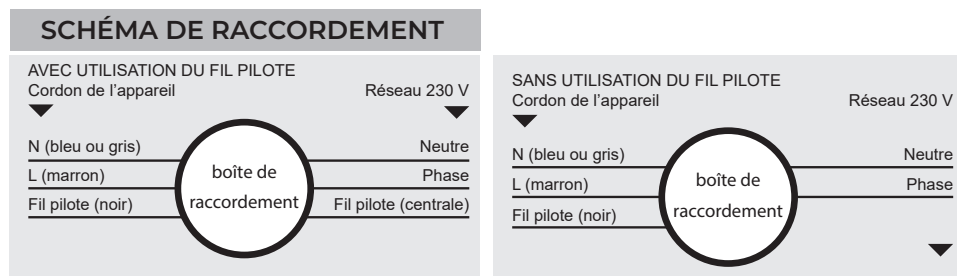 SCHÉMA DE RACCORDEMENT
AVEC UTILISATION DU FIL PILOTE
Cordon de l'appareil
Réseau 230 V
N (bleu ou gris)
Neutre
L (marron)
Phase
Fil pilote (noir)
Fil pilote (centrale)
boîte de
raccordement
SANS UTILISATION DU FIL PILOTE
Cordon de l'appareil
Réseau 230 V
N (bleu ou gris)
Neutre
L (marron)
Phase
Fil pilote (noir)
boîte de
raccordement